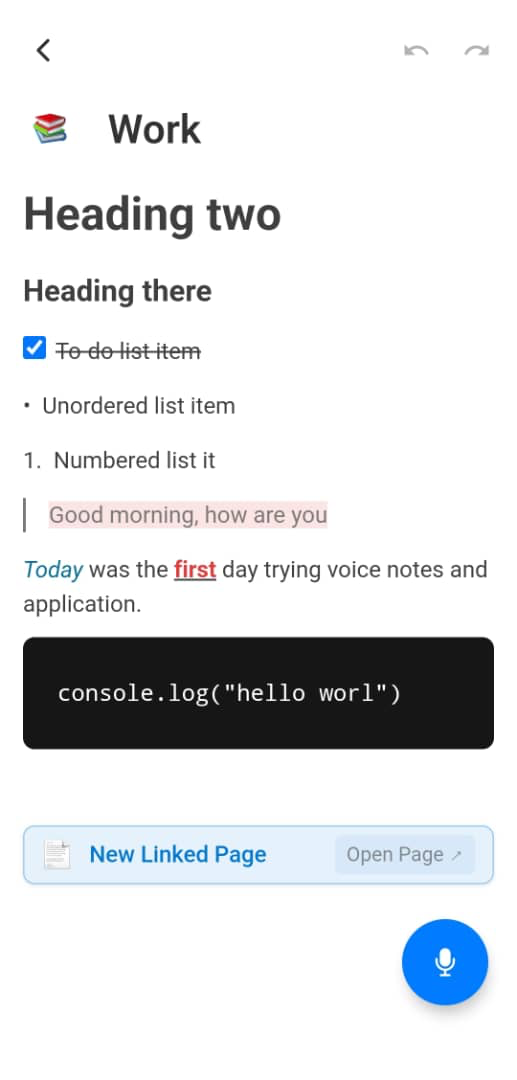 Work
Heading two
Heading there
To do list item
• Unordered list item
1. Numbered list it
Good morning, how are you
Today was the first day trying voice notes and
application.
console.log("hello worl")
New Linked Page Open Page ↗